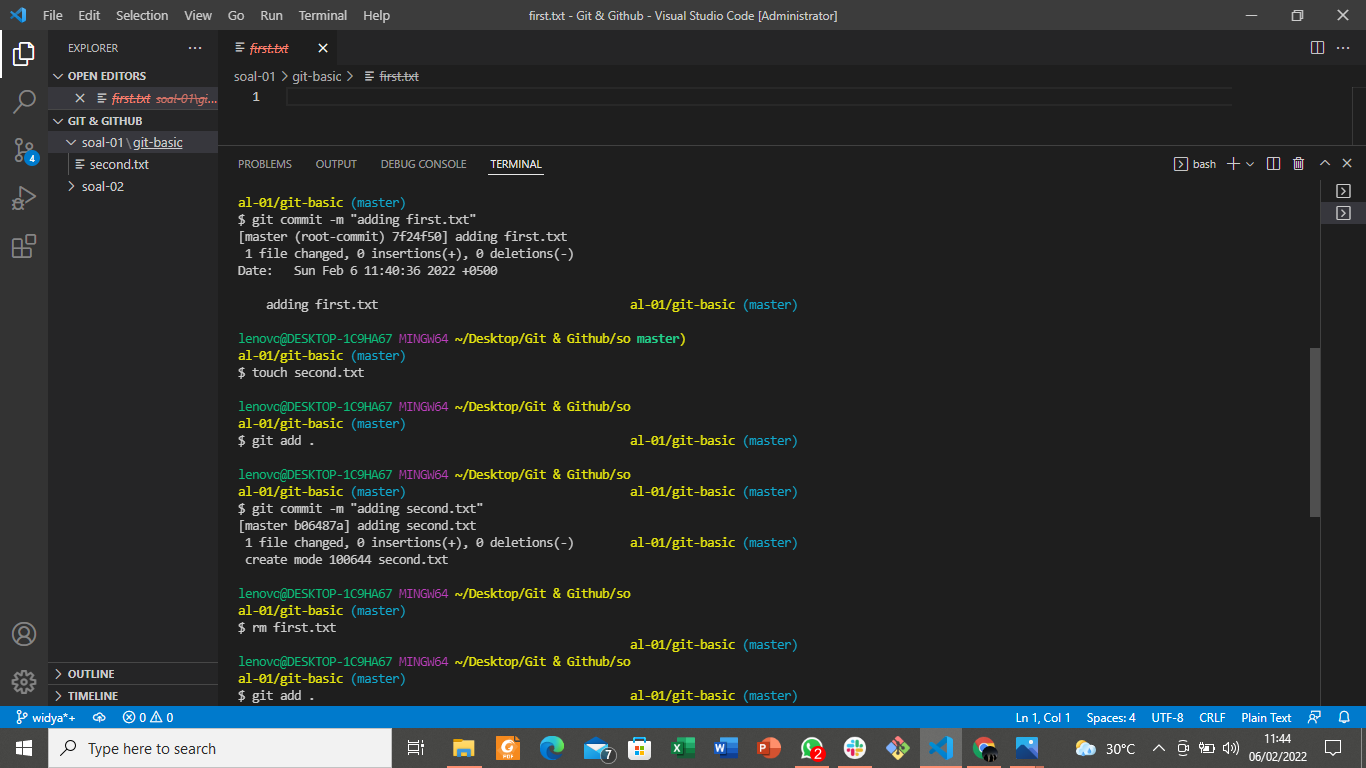 File Edit Selection View Go Run Terminal Help first.txt - Git & Github - Visual Studio Code [Administrator]
EXPLORER
OPEN EDITORS
first.txt soal-01\gi...
GIT & GITHUB
soal-01 \ git-basic
second.txt
soal-02
OUTLINE
TIMELINE
first.txt
soal-01 > git-basic > first.txt
1
PROBLEMS OUTPUT DEBUG CONSOLE TERMINAL
bash
al-01/git-basic (master)
$ git commit -m "adding first.txt"
[master (root-commit) 7f24f50] adding first.txt
1 file changed, 0 insertions(+), 0 deletions(-)
Date: Sun Feb 6 11:40:36 2022 +0500
adding first.txt al-01/git-basic (master)
lenovo@DESKTOP-1C9HA67 MINGW64 ~/Desktop/Git & Github/so master)
al-01/git-basic (master)
$ touch second.txt
lenovo@DESKTOP-1C9HA67 MINGW64 ~/Desktop/Git & Github/so
al-01/git-basic (master)
$ git add . al-01/git-basic (master)
lenovo@DESKTOP-1C9HA67 MINGW64 ~/Desktop/Git & Github/so
al-01/git-basic (master) al-01/git-basic (master)
$ git commit -m "adding second.txt"
[master b06487a] adding second.txt
1 file changed, 0 insertions(+), 0 deletions(-) al-01/git-basic (master)
create mode 100644 second.txt
lenovo@DESKTOP-1C9HA67 MINGW64 ~/Desktop/Git & Github/so
al-01/git-basic (master)
$ rm first.txt
al-01/git-basic (master)
lenovo@DESKTOP-1C9HA67 MINGW64 ~/Desktop/Git & Github/so
al-01/git-basic (master)
$ git add . al-01/git-basic (master)
4
widya*+ 0 0 Ln 1, Col 1 Spaces: 4 UTF-8 CRLF Plain Text
Type here to search
PDF
7
2
30°C
11:44
06/02/2022